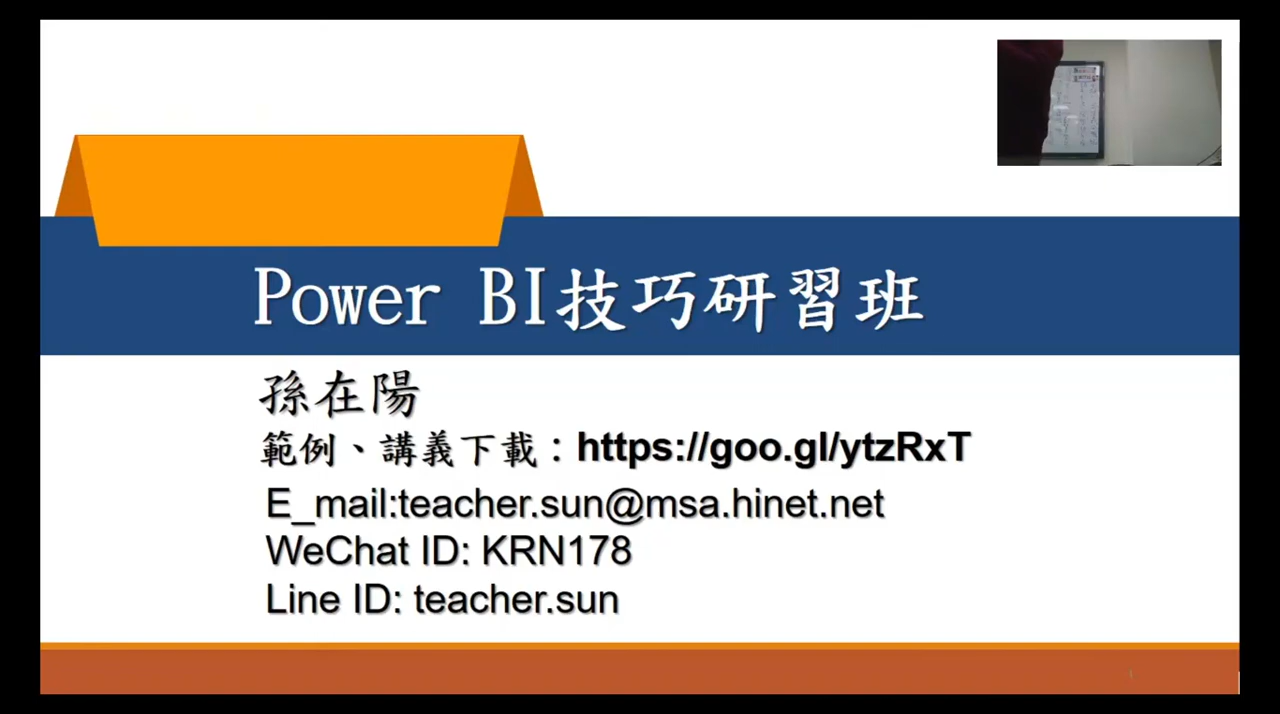 Power BI技巧研習班
孫在陽
範例、講義下載：https://goo.gl/ytzRxT
E_mail:teacher.sun@msa.hinet.net
WeChat ID: KRN178
Line ID: teacher.sun